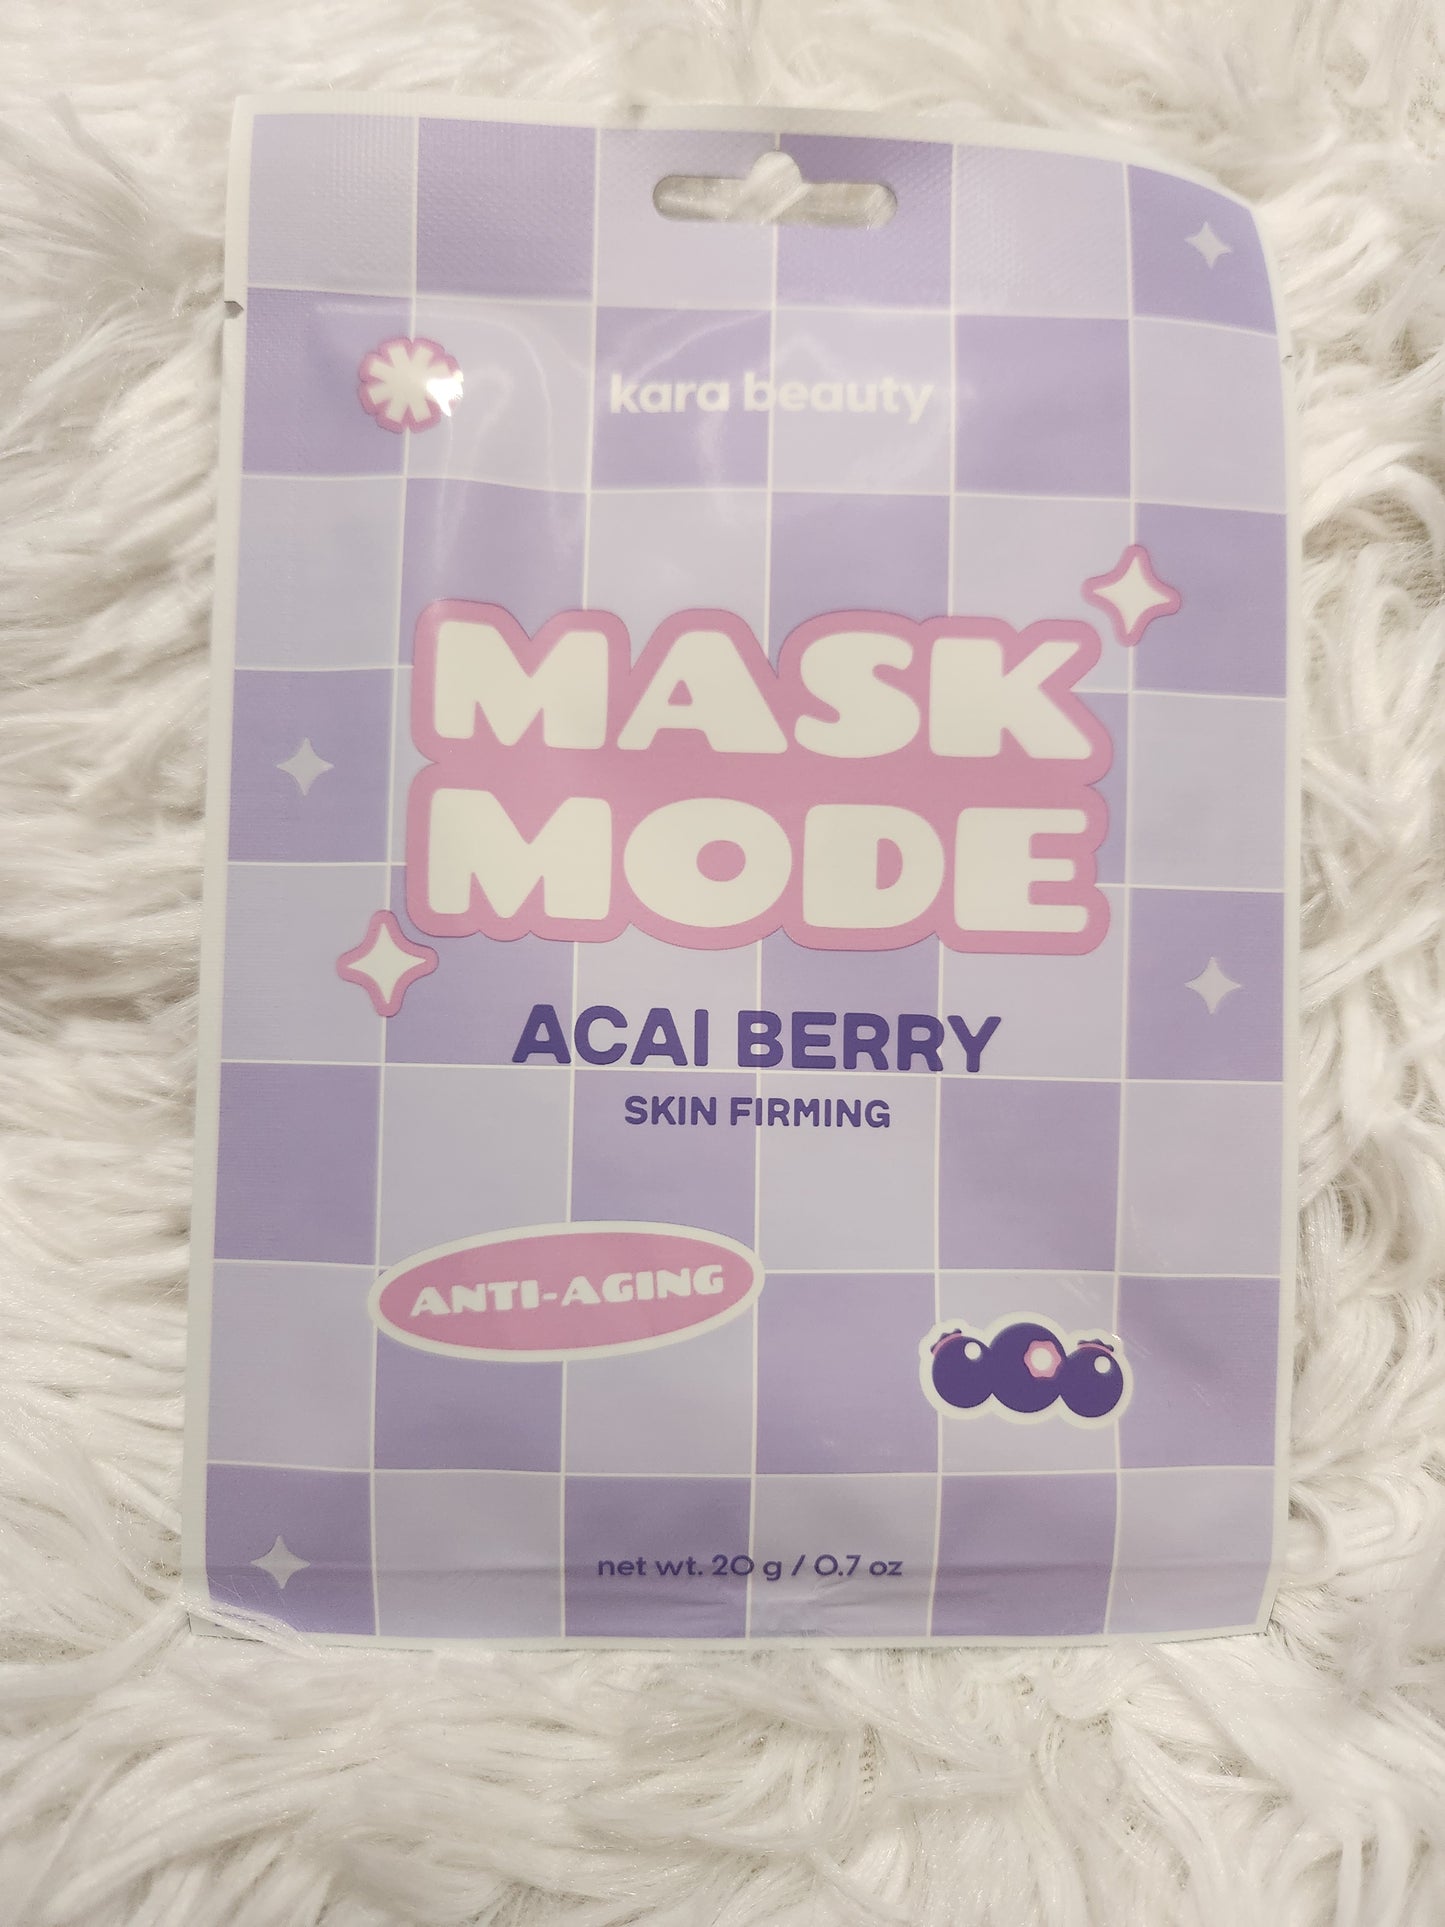 kara beauty
MASK
MODE
ACAI BERRY
SKIN FIRMING
ANTI-AGING
net wt. 20 g / 0.7 oz